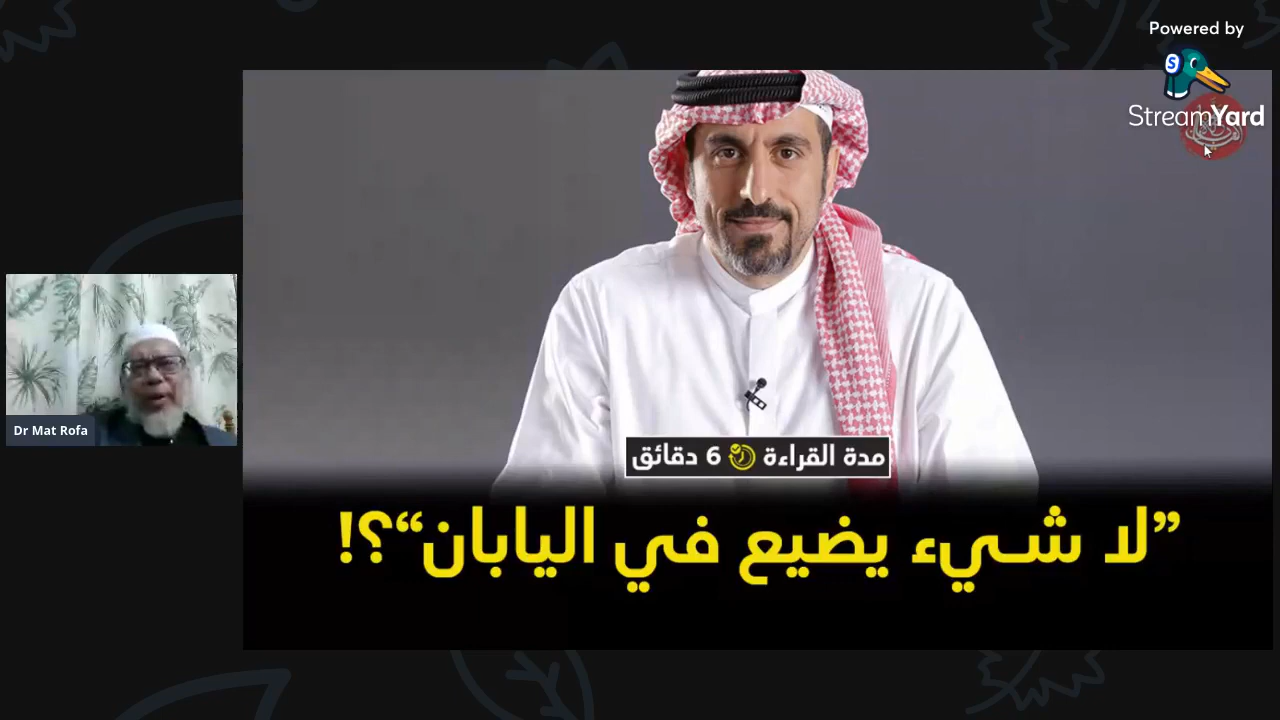 Powered by
S
StreamYard
Dr Mat Rofa
مدة القراءة 6 دقائق
”لا شيء يضيع في اليابان“؟!